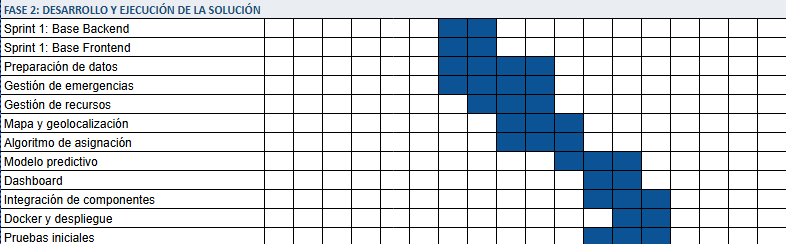 FASE 2: DESARROLLO Y EJECUCIÓN DE LA SOLUCIÓN
Sprint 1: Base Backend
Sprint 1: Base Frontend
Preparación de datos
Gestión de emergencias
Gestión de recursos
Mapa y geolocalización
Algoritmo de asignación
Modelo predictivo
Dashboard
Integración de componentes
Docker y despliegue
Pruebas iniciales